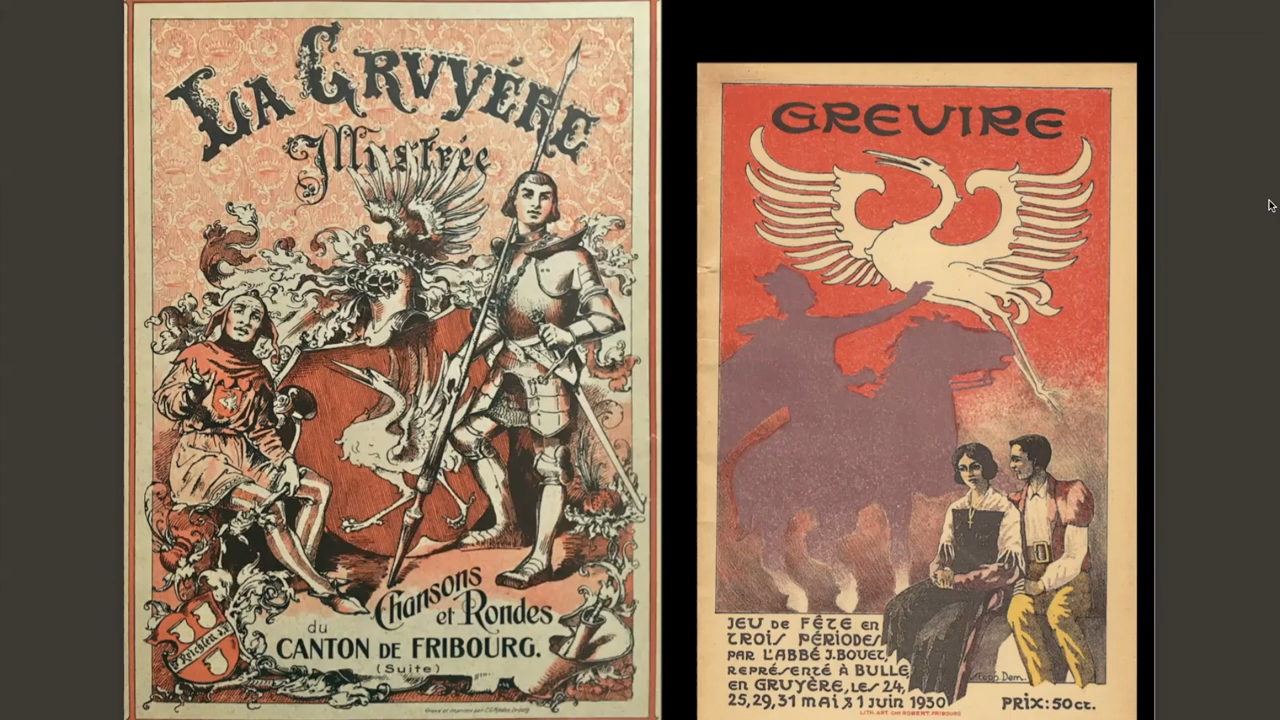 LA GRVYÉRE
Illustrée
Chansons
et Rondes
du
CANTON DE FRIBOURG.
(Suite)
GREVIRE
JEU DE FÊTE EN
TROIS PÉRIODES
PAR L'ABBÉ J. BOVET,
REPRÉSENTÉ À BULLE
EN GRUYÈRE, LES 24,
25, 29, 31 MAI & 1 JUIN 1930
PRIX: 50 ct.
LITH. ART. CHS ROBERT, FRIBOURG